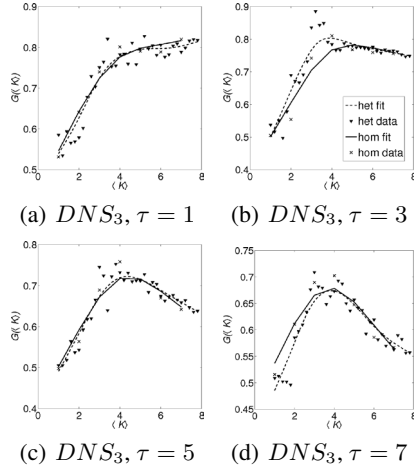 0.9
0.8
0.7
0.6
0.5
G(⟨K⟩)
0 2 4 6 8
⟨K⟩
(a) DNS₃, τ = 1
0.9
0.8
0.7
0.6
0.5
0.4
G(⟨K⟩)
0 2 4 6 8
⟨K⟩
het fit
het data
hom fit
hom data
(b) DNS₃, τ = 3
0.8
0.7
0.6
0.5
0.4
G(⟨K⟩)
0 2 4 6 8
⟨K⟩
(c) DNS₃, τ = 5
0.75
0.7
0.65
0.6
0.55
0.5
0.45
G(⟨K⟩)
0 2 4 6 8
⟨K⟩
(d) DNS₃, τ = 7